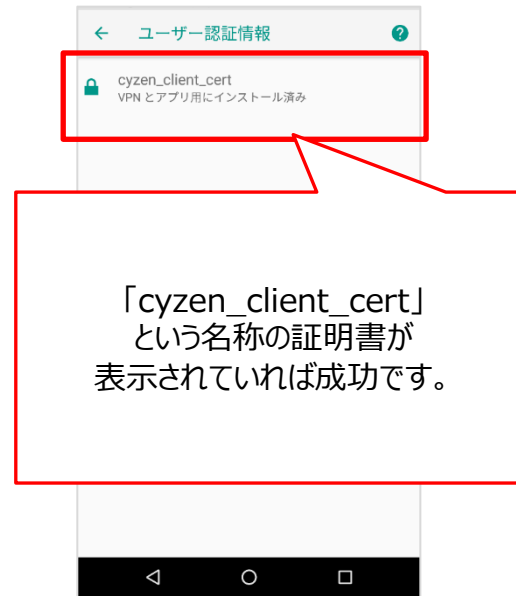 ユーザー認証情報
cyzen_client_cert
VPN とアプリ用にインストール済み
「cyzen_client_cert」
という名称の証明書が
表示されていれば成功です。